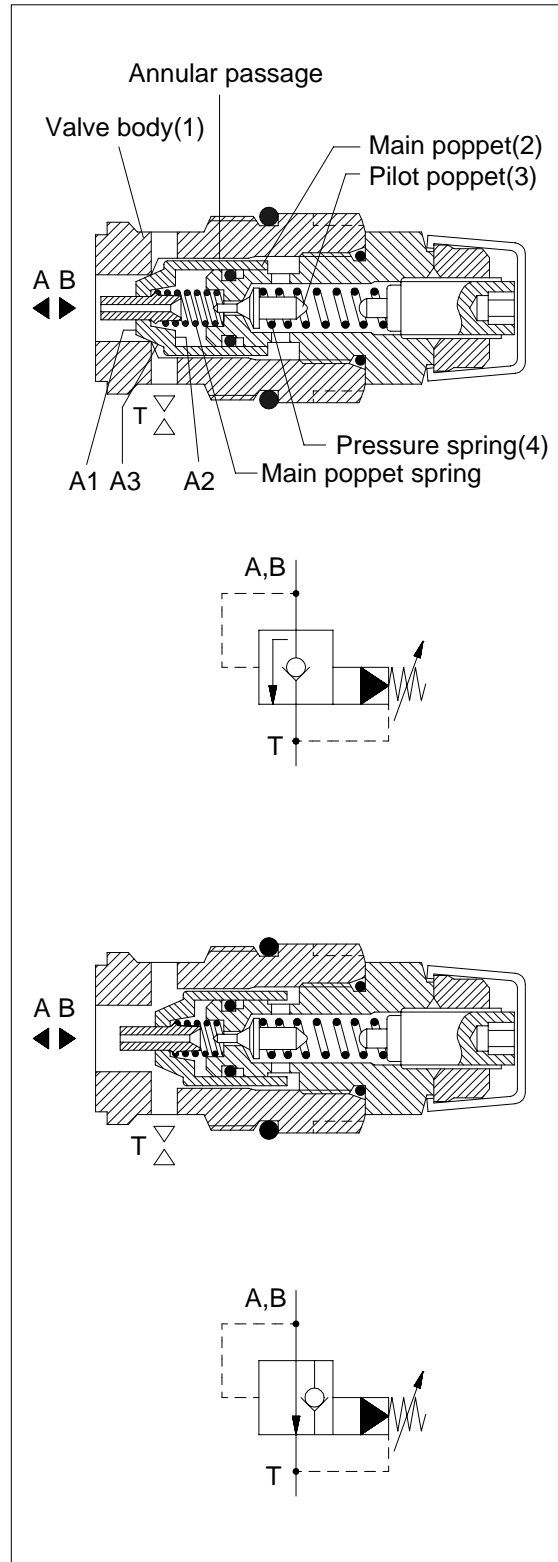 Annular passage
Valve body(1)
Main poppet(2)
Pilot poppet(3)
A B
T
Pressure spring(4)
Main poppet spring
A1 A3 A2
A,B
T
A B
T
A,B
T